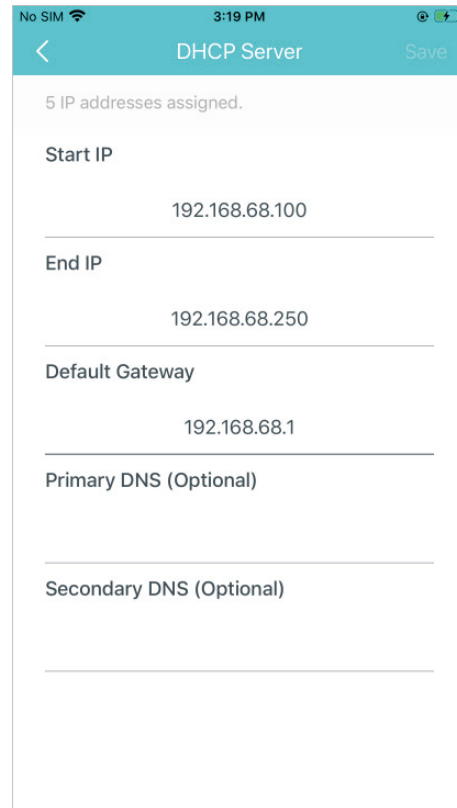 No SIM 3:19 PM
DHCP Server Save
5 IP addresses assigned.
Start IP
192.168.68.100
End IP
192.168.68.250
Default Gateway
192.168.68.1
Primary DNS (Optional)
Secondary DNS (Optional)